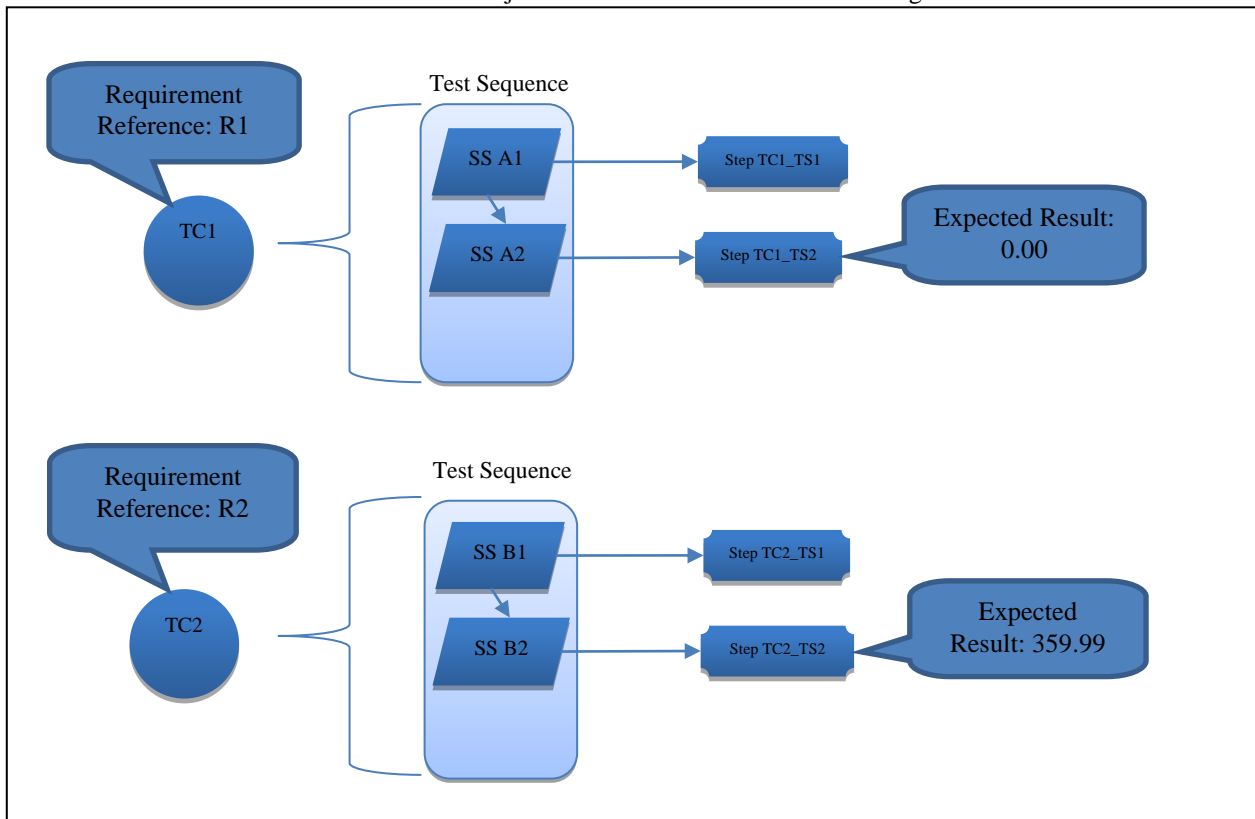 Test Sequence
Requirement
Reference: R1
SS A1
Step TC1_TS1
TC1
SS A2
Step TC1_TS2
Expected Result:
0.00
Test Sequence
Requirement
Reference: R2
SS B1
Step TC2_TS1
TC2
SS B2
Step TC2_TS2
Expected
Result: 359.99